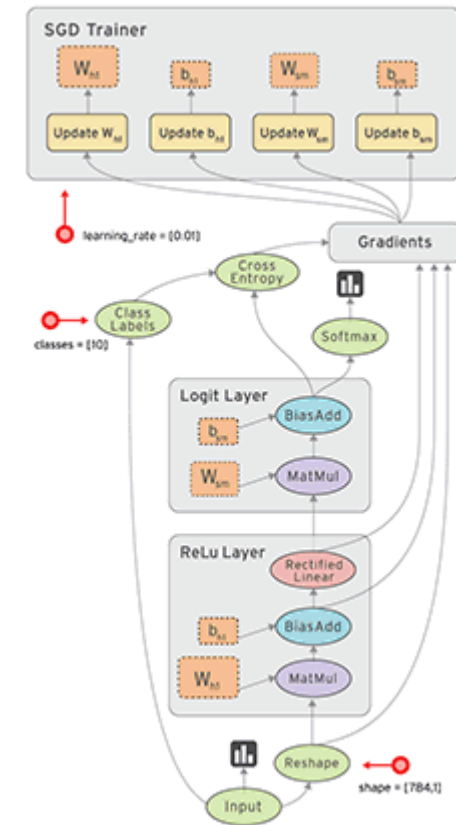 SGD Trainer
W_hl
b_hl
W_sm
b_sm
Update W_hl
Update b_hl
Update W_sm
Update b_sm
learning_rate = [0.01]
Gradients
Cross
Entropy
Class
Labels
classes = [10]
Softmax
Logit Layer
BiasAdd
b_sm
W_sm
MatMul
ReLu Layer
Rectified
Linear
b_hl
BiasAdd
W_hl
MatMul
Reshape
shape = [784,1]
Input